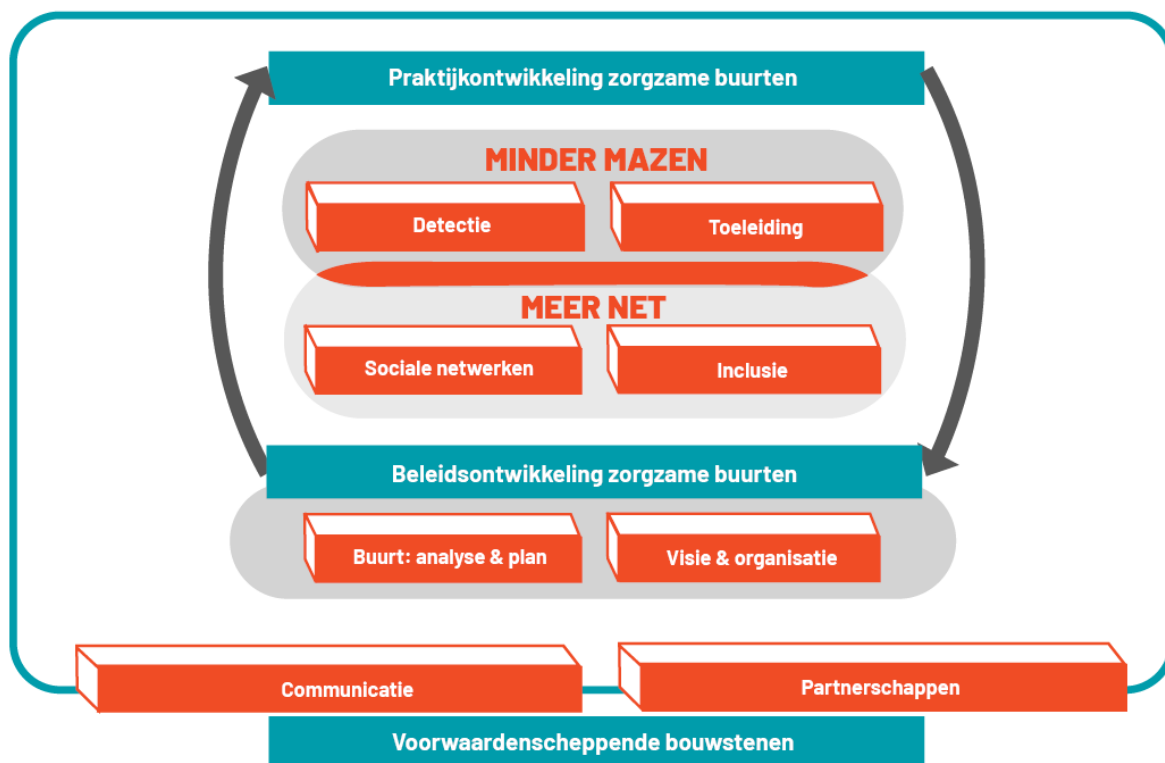 Praktijkontwikkeling zorgzame buurten
MINDER MAZEN
Detectie
Toeleiding
MEER NET
Sociale netwerken
Inclusie
Beleidsontwikkeling zorgzame buurten
Buurt: analyse & plan
Visie & organisatie
Communicatie
Partnerschappen
Voorwaardenscheppende bouwstenen